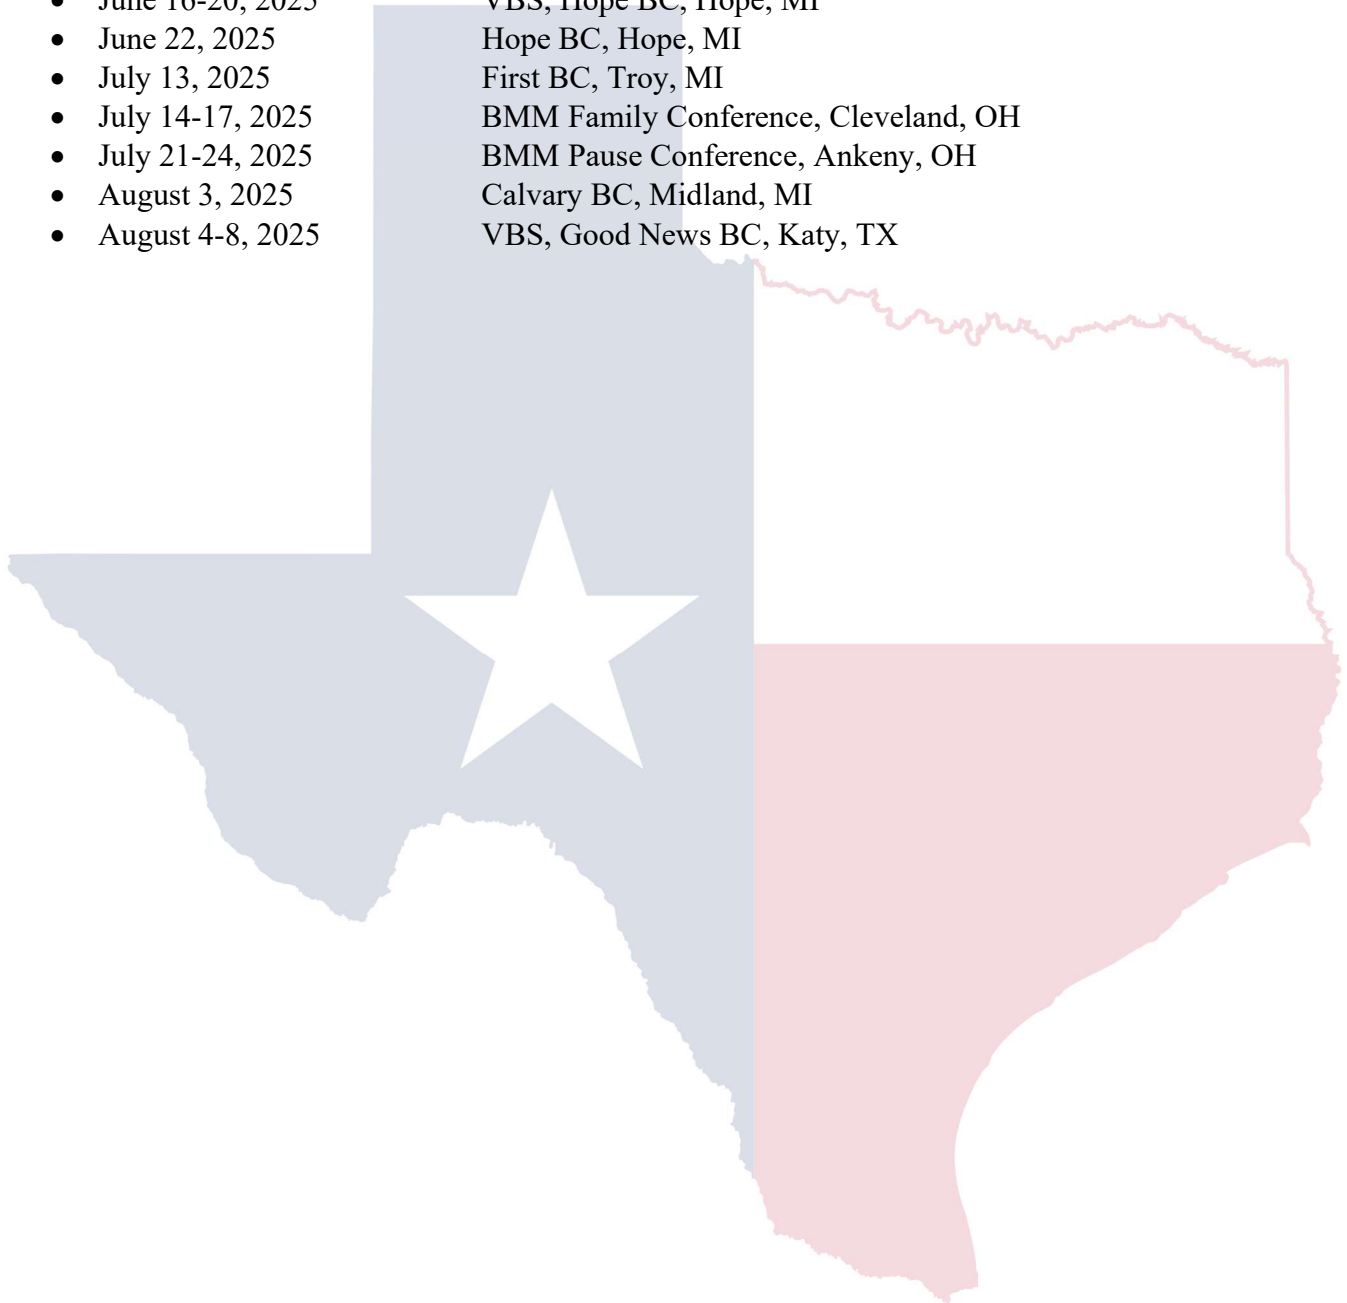 • June 16-20, 2025 VBS, Hope BC, Hope, MI
• June 22, 2025 Hope BC, Hope, MI
• July 13, 2025 First BC, Troy, MI
• July 14-17, 2025 BMM Family Conference, Cleveland, OH
• July 21-24, 2025 BMM Pause Conference, Ankeny, OH
• August 3, 2025 Calvary BC, Midland, MI
• August 4-8, 2025 VBS, Good News BC, Katy, TX